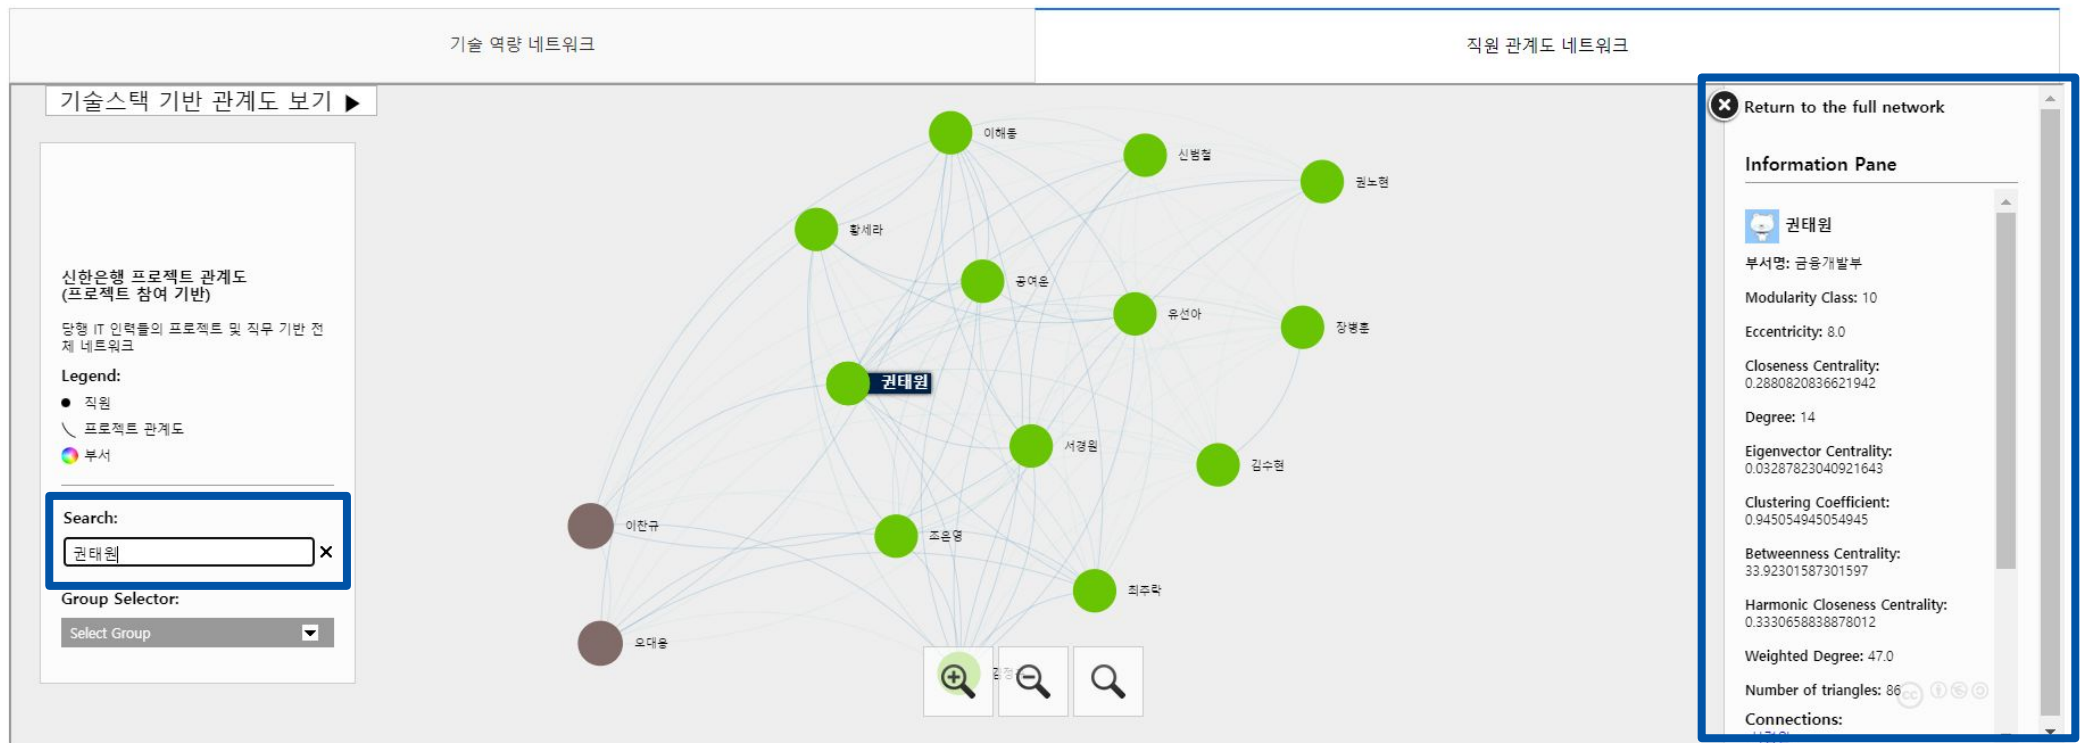 기술 역량 네트워크
직원 관계도 네트워크
기술스택 기반 관계도 보기 ▶
신한은행 프로젝트 관계도
(프로젝트 참여 기반)
당행 IT 인력들의 프로젝트 및 직무 기반 전
체 네트워크
Legend:
직원
프로젝트 관계도
부서
Search:
권태원
Group Selector:
Select Group
이해동
신범철
권노현
황세라
공여운
유선아
장병훈
권태원
서경원
김수현
이찬규
조은영
최주락
오대웅
Return to the full network
Information Pane
권태원
부서명: 금융개발부
Modularity Class: 10
Eccentricity: 8.0
Closeness Centrality:
0.2880820836621942
Degree: 14
Eigenvector Centrality:
0.03287823040921643
Clustering Coefficient:
0.945054945054945
Betweenness Centrality:
33.92301587301597
Harmonic Closeness Centrality:
0.3330658838878012
Weighted Degree: 47.0
Number of triangles: 86
cc
Connections: